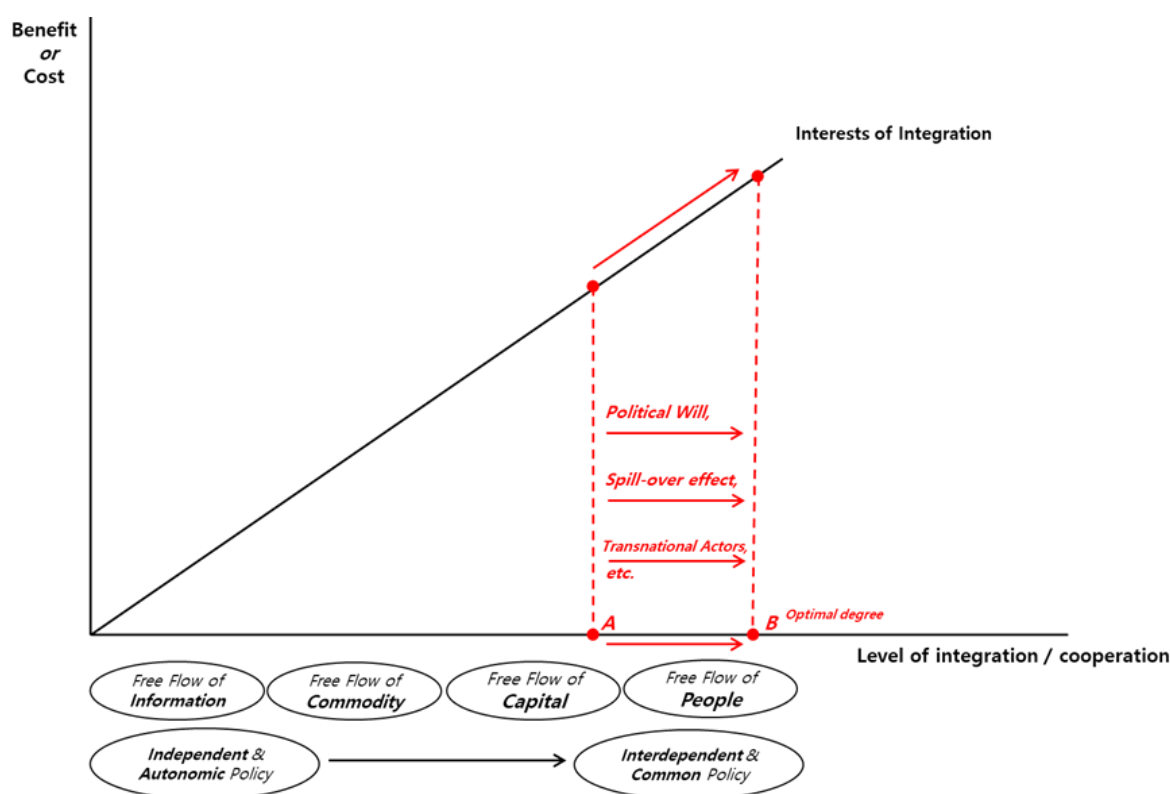 Benefit
or
Cost
Interests of Integration
Political Will,
Spill-over effect,
Transnational Actors,
etc.
A
B Optimal degree
Level of integration / cooperation
Free Flow of
Information
Free Flow of
Commodity
Free Flow of
Capital
Free Flow of
People
Independent &
Autonomic Policy
Interdependent &
Common Policy